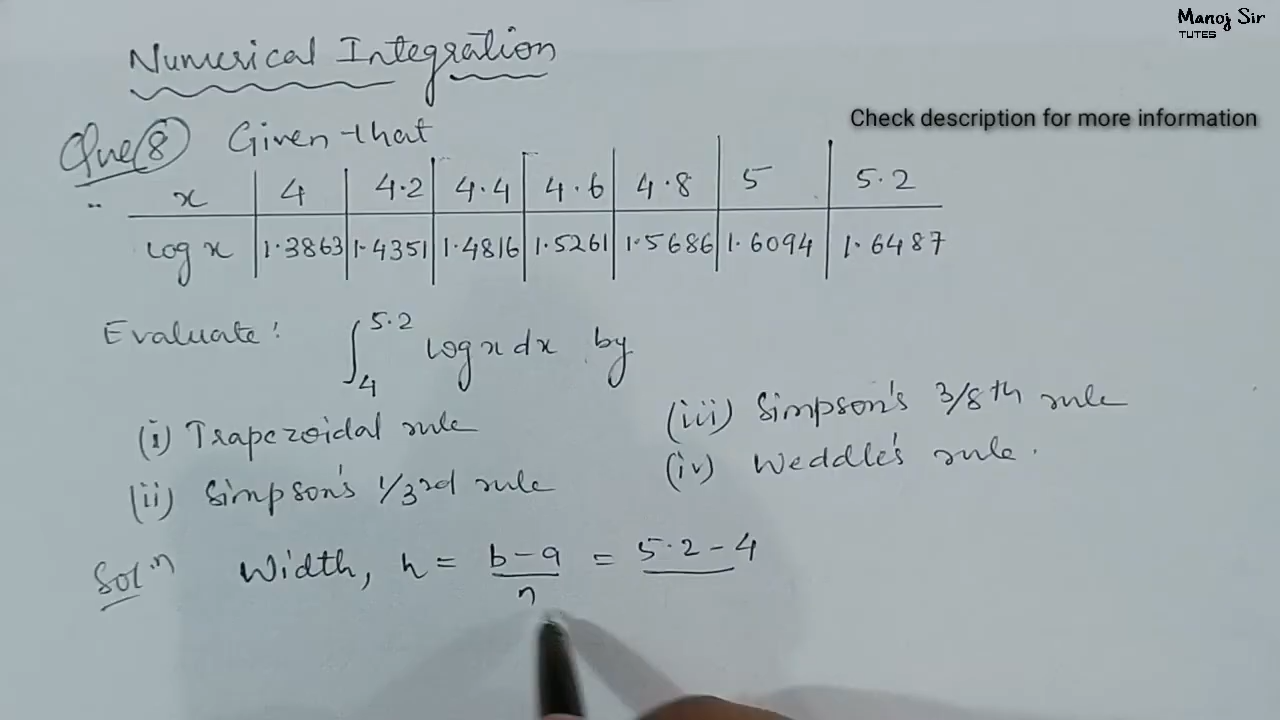 Manoj Sir
TUTES
Numerical Integration
Check description for more information
Que(8) Given that
x | 4 | 4.2 | 4.4 | 4.6 | 4.8 | 5 | 5.2
log x | 1.3863 | 1.4351 | 1.4816 | 1.5261 | 1.5686 | 1.6094 | 1.6487
Evaluate: ∫₄^5.2 log x dx by
(i) Trapezoidal rule
(ii) Simpson's 1/3rd rule
(iii) Simpson's 3/8th rule
(iv) Weddle's rule.
Solⁿ Width, h = (b-a)/n = 5.2-4